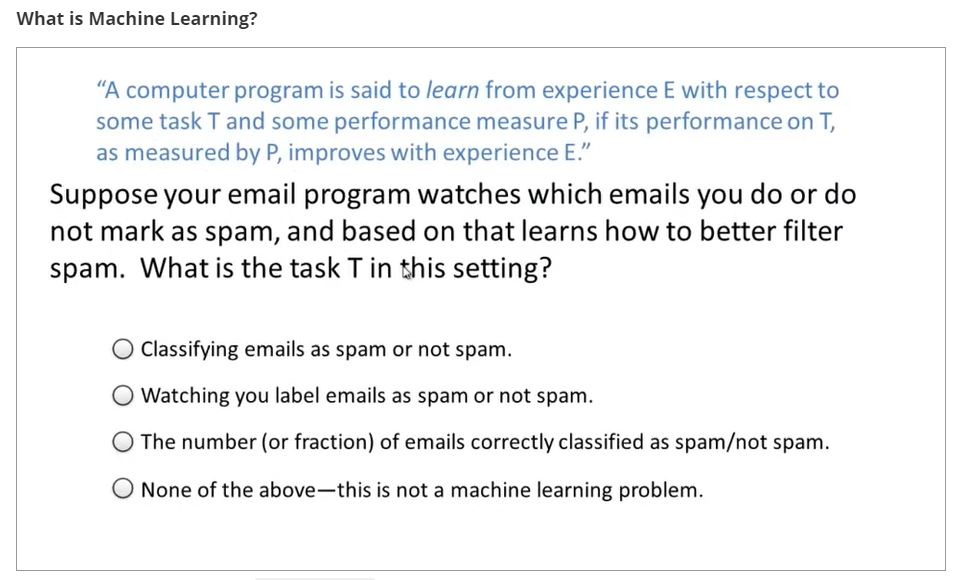 What is Machine Learning?
“A computer program is said to learn from experience E with respect to
some task T and some performance measure P, if its performance on T,
as measured by P, improves with experience E.”
Suppose your email program watches which emails you do or do
not mark as spam, and based on that learns how to better filter
spam. What is the task T in this setting?
Classifying emails as spam or not spam.
Watching you label emails as spam or not spam.
The number (or fraction) of emails correctly classified as spam/not spam.
None of the above—this is not a machine learning problem.